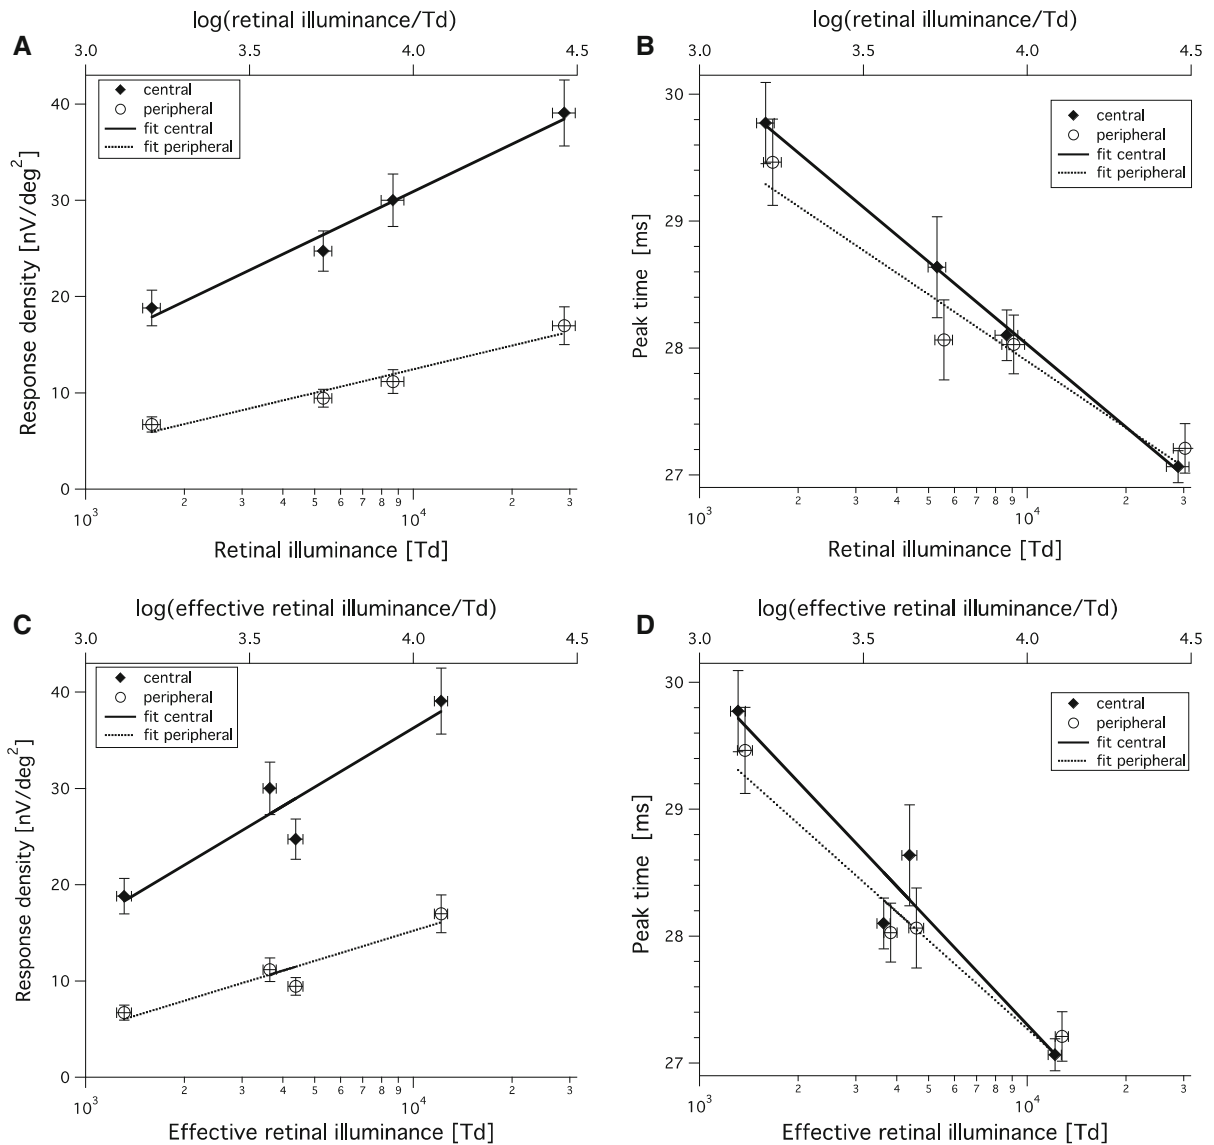 log(retinal illuminance/Td)
A
3.0 3.5 4.0 4.5
central
peripheral
fit central
fit peripheral
Response density [nV/deg²]
40
30
20
10
0
10³ 2 3 4 5 6 7 8 9 10⁴ 2 3
Retinal illuminance [Td]
log(retinal illuminance/Td)
B
3.0 3.5 4.0 4.5
central
peripheral
fit central
fit peripheral
Peak time [ms]
30
29
28
27
10³ 2 3 4 5 6 7 8 9 10⁴ 2 3
Retinal illuminance [Td]
log(effective retinal illuminance/Td)
C
3.0 3.5 4.0 4.5
central
peripheral
fit central
fit peripheral
Response density [nV/deg²]
40
30
20
10
0
10³ 2 3 4 5 6 7 8 9 10⁴ 2 3
Effective retinal illuminance [Td]
log(effective retinal illuminance/Td)
D
3.0 3.5 4.0 4.5
central
peripheral
fit central
fit peripheral
Peak time [ms]
30
29
28
27
10³ 2 3 4 5 6 7 8 9 10⁴ 2 3
Effective retinal illuminance [Td]